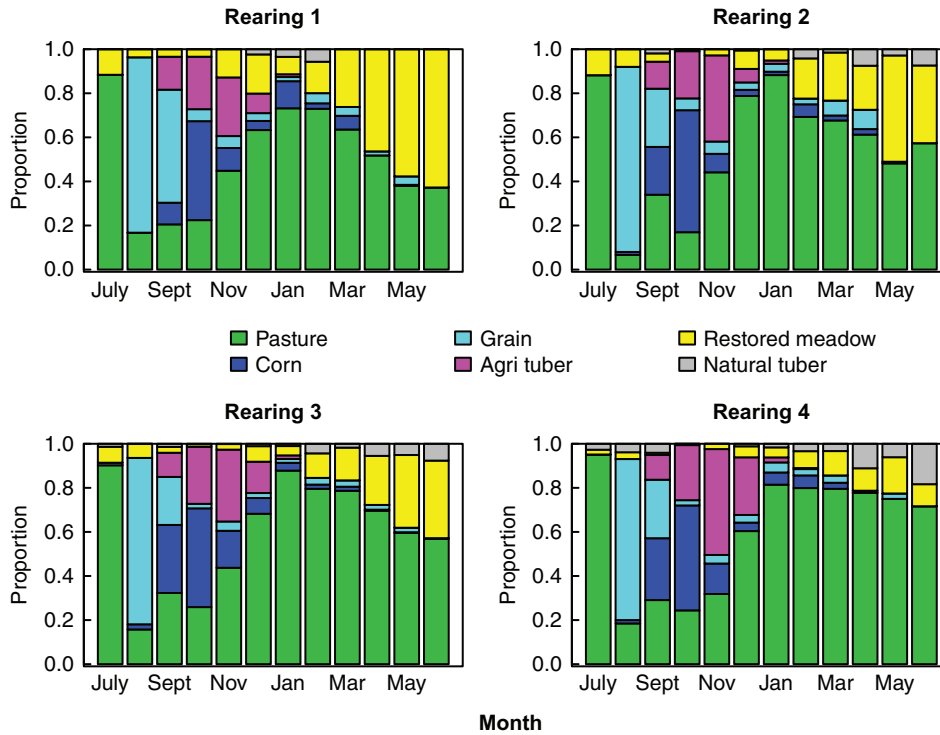 Rearing 1
Rearing 2
1.0
0.8
0.6
0.4
0.2
0.0
Proportion
July Sept Nov Jan Mar May
1.0
0.8
0.6
0.4
0.2
0.0
Proportion
July Sept Nov Jan Mar May
Pasture Grain Restored meadow
Corn Agri tuber Natural tuber
Rearing 3
Rearing 4
1.0
0.8
0.6
0.4
0.2
0.0
Proportion
July Sept Nov Jan Mar May
1.0
0.8
0.6
0.4
0.2
0.0
Proportion
July Sept Nov Jan Mar May
Month